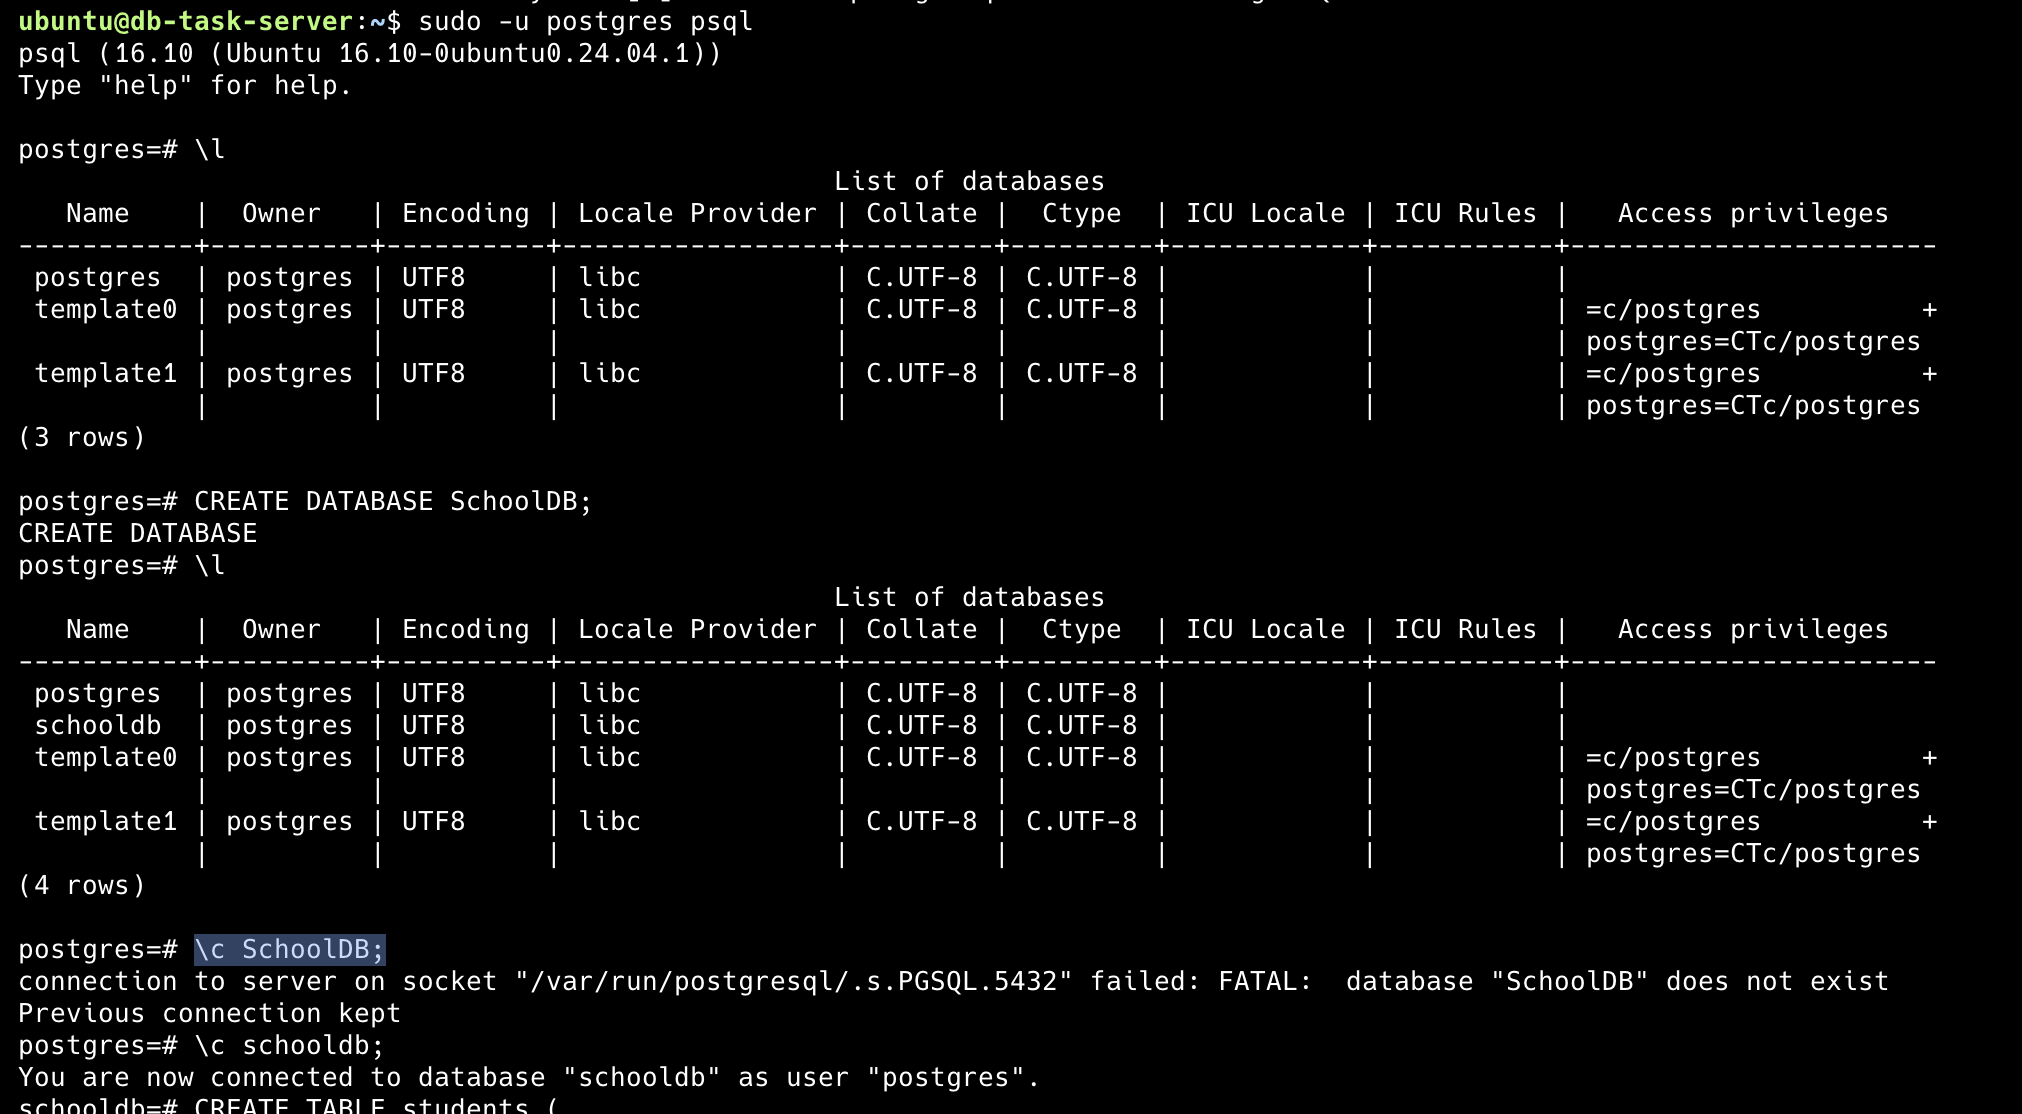 ubuntu@db-task-server:~$ sudo -u postgres psql
psql (16.10 (Ubuntu 16.10-0ubuntu0.24.04.1))
Type "help" for help.

postgres=# \l
                                                   List of databases
   Name    |  Owner   | Encoding | Locale Provider | Collate |  Ctype  | ICU Locale | ICU Rules |   Access privileges
-----------+----------+----------+-----------------+---------+---------+------------+-----------+-----------------------
 postgres  | postgres | UTF8     | libc            | C.UTF-8 | C.UTF-8 |            |           |
 template0 | postgres | UTF8     | libc            | C.UTF-8 | C.UTF-8 |            |           | =c/postgres          +
           |          |          |                 |         |         |            |           | postgres=CTc/postgres
 template1 | postgres | UTF8     | libc            | C.UTF-8 | C.UTF-8 |            |           | =c/postgres          +
           |          |          |                 |         |         |            |           | postgres=CTc/postgres
(3 rows)

postgres=# CREATE DATABASE SchoolDB;
CREATE DATABASE
postgres=# \l
                                                   List of databases
   Name    |  Owner   | Encoding | Locale Provider | Collate |  Ctype  | ICU Locale | ICU Rules |   Access privileges
-----------+----------+----------+-----------------+---------+---------+------------+-----------+-----------------------
 postgres  | postgres | UTF8     | libc            | C.UTF-8 | C.UTF-8 |            |           |
 schooldb  | postgres | UTF8     | libc            | C.UTF-8 | C.UTF-8 |            |           |
 template0 | postgres | UTF8     | libc            | C.UTF-8 | C.UTF-8 |            |           | =c/postgres          +
           |          |          |                 |         |         |            |           | postgres=CTc/postgres
 template1 | postgres | UTF8     | libc            | C.UTF-8 | C.UTF-8 |            |           | =c/postgres          +
           |          |          |                 |         |         |            |           | postgres=CTc/postgres
(4 rows)

postgres=# \c SchoolDB;
connection to server on socket "/var/run/postgresql/.s.PGSQL.5432" failed: FATAL:  database "SchoolDB" does not exist
Previous connection kept
postgres=# \c schooldb;
You are now connected to database "schooldb" as user "postgres".
schooldb=# CREATE TABLE students (